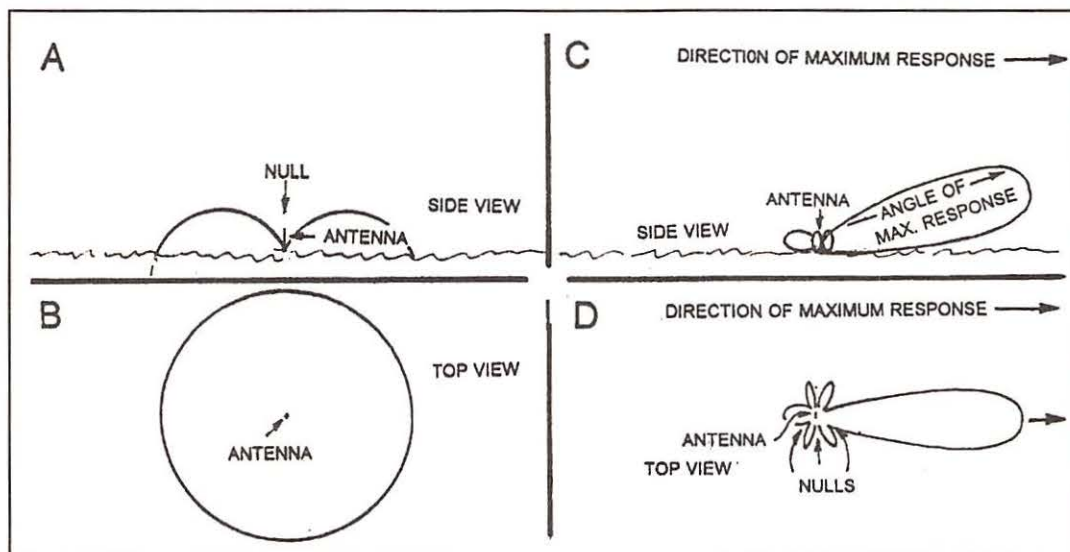 A
NULL
SIDE VIEW
ANTENNA
B
TOP VIEW
ANTENNA
C
DIRECTION OF MAXIMUM RESPONSE
ANTENNA
ANGLE OF
MAX. RESPONSE
SIDE VIEW
D
DIRECTION OF MAXIMUM RESPONSE
ANTENNA
TOP VIEW
NULLS